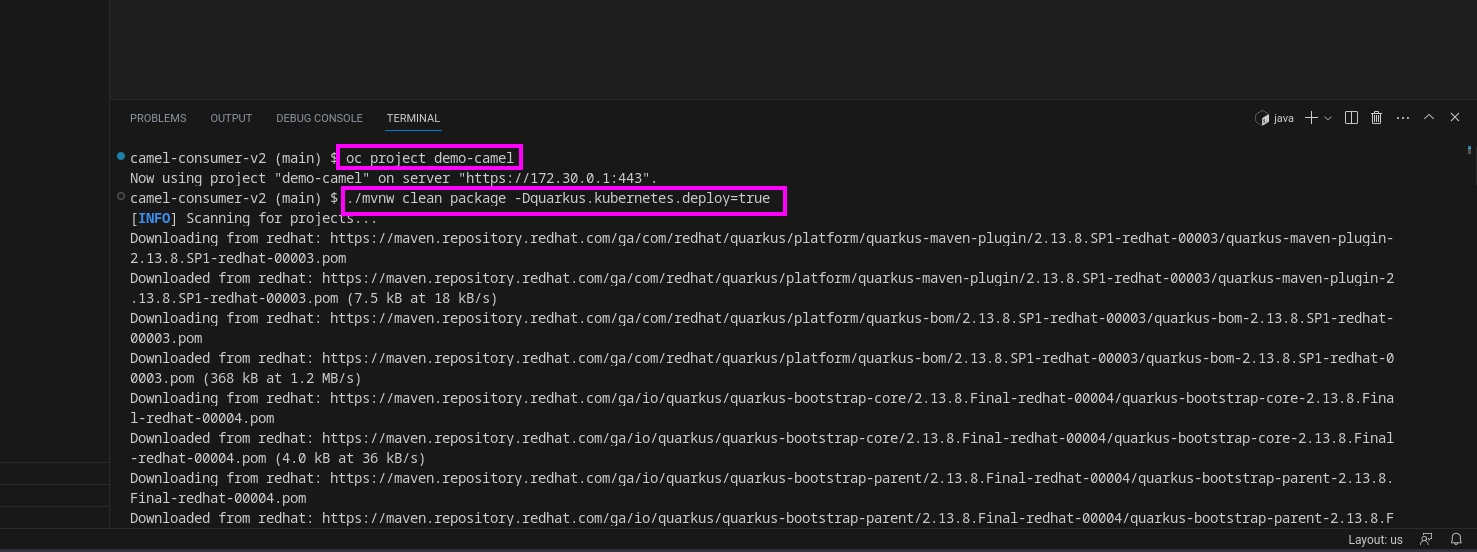 PROBLEMS OUTPUT DEBUG CONSOLE TERMINAL java
camel-consumer-v2 (main) $ oc project demo-camel
Now using project "demo-camel" on server "https://172.30.0.1:443".
camel-consumer-v2 (main) $ ./mvnw clean package -Dquarkus.kubernetes.deploy=true
[INFO] Scanning for projects...
Downloading from redhat: https://maven.repository.redhat.com/ga/com/redhat/quarkus/platform/quarkus-maven-plugin/2.13.8.SP1-redhat-00003/quarkus-maven-plugin-
2.13.8.SP1-redhat-00003.pom
Downloaded from redhat: https://maven.repository.redhat.com/ga/com/redhat/quarkus/platform/quarkus-maven-plugin/2.13.8.SP1-redhat-00003/quarkus-maven-plugin-2
.13.8.SP1-redhat-00003.pom (7.5 kB at 18 kB/s)
Downloading from redhat: https://maven.repository.redhat.com/ga/com/redhat/quarkus/platform/quarkus-bom/2.13.8.SP1-redhat-00003/quarkus-bom-2.13.8.SP1-redhat-
00003.pom
Downloaded from redhat: https://maven.repository.redhat.com/ga/com/redhat/quarkus/platform/quarkus-bom/2.13.8.SP1-redhat-00003/quarkus-bom-2.13.8.SP1-redhat-0
0003.pom (368 kB at 1.2 MB/s)
Downloading from redhat: https://maven.repository.redhat.com/ga/io/quarkus/quarkus-bootstrap-core/2.13.8.Final-redhat-00004/quarkus-bootstrap-core-2.13.8.Fina
l-redhat-00004.pom
Downloaded from redhat: https://maven.repository.redhat.com/ga/io/quarkus/quarkus-bootstrap-core/2.13.8.Final-redhat-00004/quarkus-bootstrap-core-2.13.8.Final
-redhat-00004.pom (4.0 kB at 36 kB/s)
Downloading from redhat: https://maven.repository.redhat.com/ga/io/quarkus/quarkus-bootstrap-parent/2.13.8.Final-redhat-00004/quarkus-bootstrap-parent-2.13.8.
Final-redhat-00004.pom
Downloaded from redhat: https://maven.repository.redhat.com/ga/io/quarkus/quarkus-bootstrap-parent/2.13.8.Final-redhat-00004/quarkus-bootstrap-parent-2.13.8.F
Layout: us